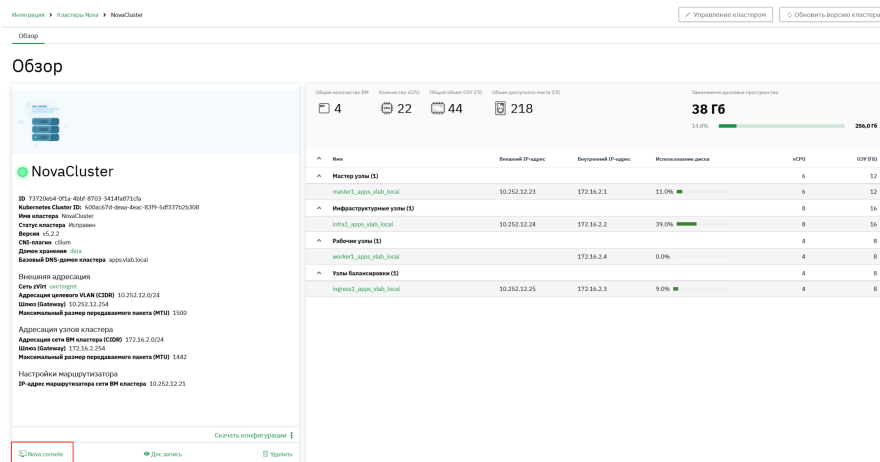 Интеграция > Кластеры Nova > NovaCluster
Управление кластером
Обновить версию кластера
Обзор
Обзор
NovaCluster
ID 73720eb4-0f1a-4bbf-8703-3414fa871cfa
Kubernetes Cluster ID: 600ac67d-deaa-4eac-83f9-5df337b2b308
Имя кластера NovaCluster
Статус кластера Исправен
Версия v5.2.2
CNI-плагин cilium
Домен хранения data
Базовый DNS-домен кластера apps.vlab.local
Внешняя адресация
Сеть zVirt ovirtmgmt
Адресация целевого VLAN (CIDR) 10.252.12.0/24
Шлюз (Gateway) 10.252.12.254
Максимальный размер передаваемого пакета (MTU) 1500
Адресация узлов кластера
Адресация сети ВМ кластера (CIDR) 172.16.2.0/24
Шлюз (Gateway) 172.16.2.254
Максимальный размер передаваемого пакета (MTU) 1442
Настройки маршрутизатора
IP-адрес маршрутизатора сети ВМ кластера 10.252.12.21
Скачать конфигурации
Nova console Днс запись Удалить
Общее количество ВМ Количество vCPU Общий объем ОЗУ (ГБ) Объем доступного места (ГБ) Занимаемое дисковое пространство
4 22 44 218 38 Гб
14.8% 256,0 Гб
Имя Внешний IP-адрес Внутренний IP-адрес Использование диска vCPU ОЗУ (ГБ)
Мастер узлы (1) 6 12
master1_apps_vlab_local 10.252.12.23 172.16.2.1 11.0% 6 12
Инфраструктурные узлы (1) 8 16
infra1_apps_vlab_local 10.252.12.24 172.16.2.2 39.0% 8 16
Рабочие узлы (1) 4 8
worker1_apps_vlab_local 172.16.2.4 0.0% 4 8
Узлы балансировки (1) 4 8
ingress1_apps_vlab_local 10.252.12.25 172.16.2.3 9.0% 4 8